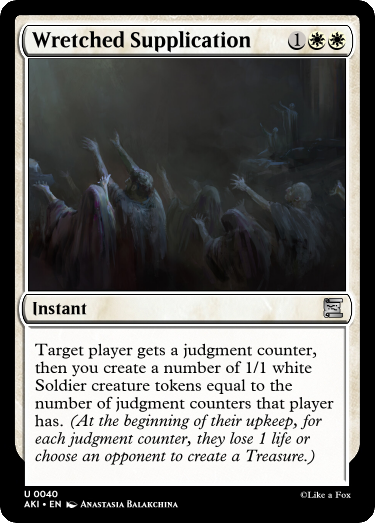 Wretched Supplication 1
Instant
Target player gets a judgment counter,
then you create a number of 1/1 white
Soldier creature tokens equal to the
number of judgment counters that player
has. (At the beginning of their upkeep, for
each judgment counter, they lose 1 life or
choose an opponent to create a Treasure.)
U 0040
AKI • EN Anastasia Balakchina
©Like a Fox